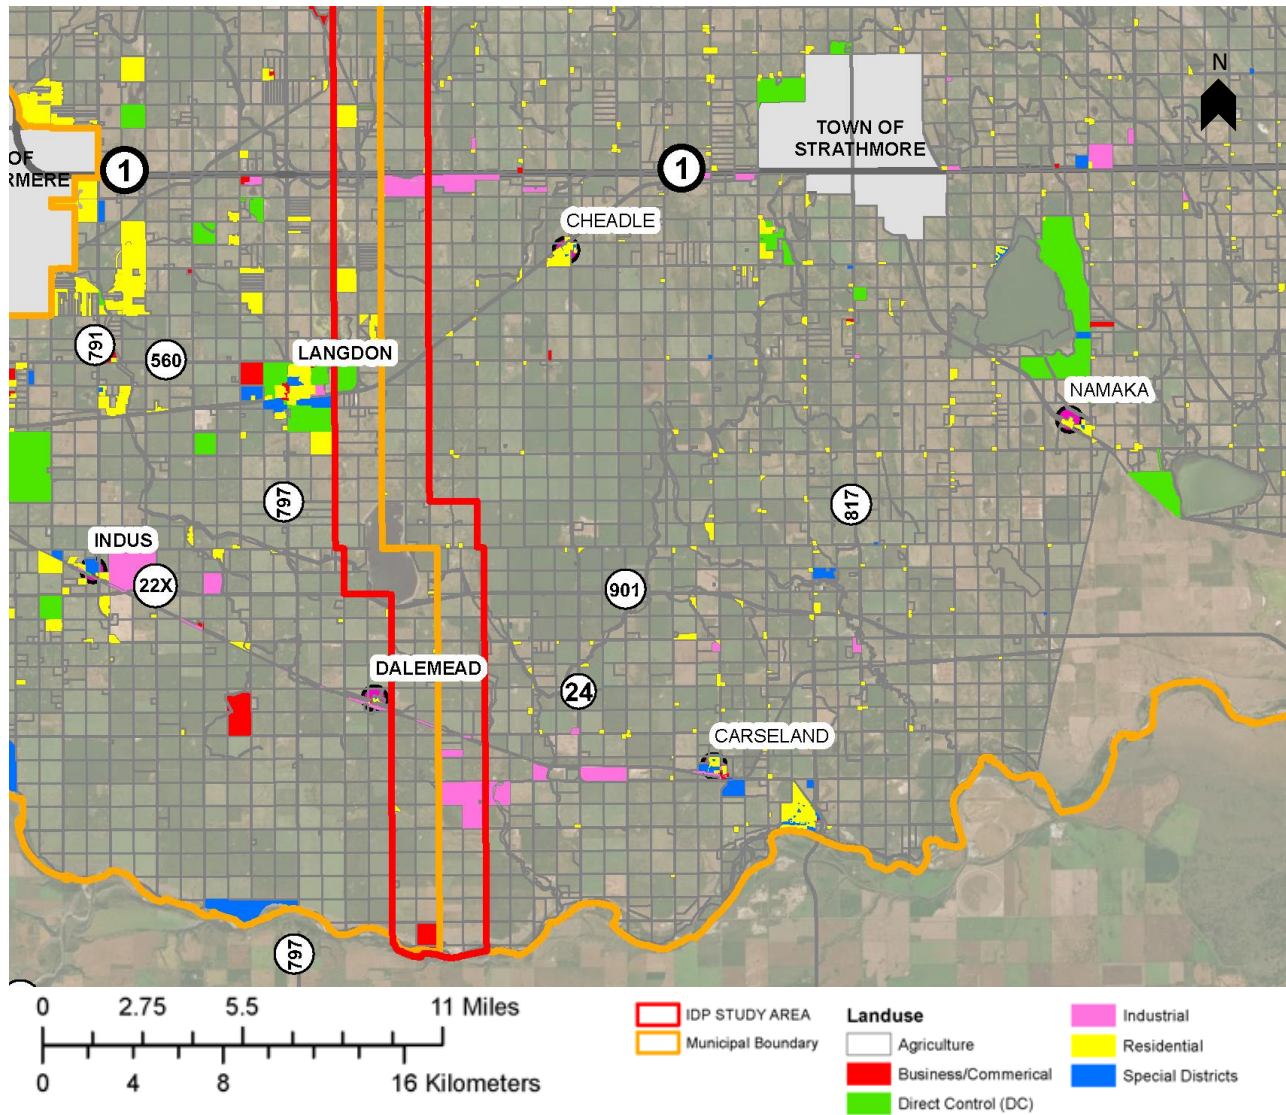 N
TOWN OF
STRATHMORE
OF
RMERE
1
1
CHEADLE
791
560
LANGDON
NAMAKA
797
817
INDUS
22X
901
DALEMEAD
24
CARSELAND
797
0 2.75 5.5 11 Miles
0 4 8 16 Kilometers
IDP STUDY AREA
Municipal Boundary
Landuse
Agriculture
Business/Commerical
Direct Control (DC)
Industrial
Residential
Special Districts